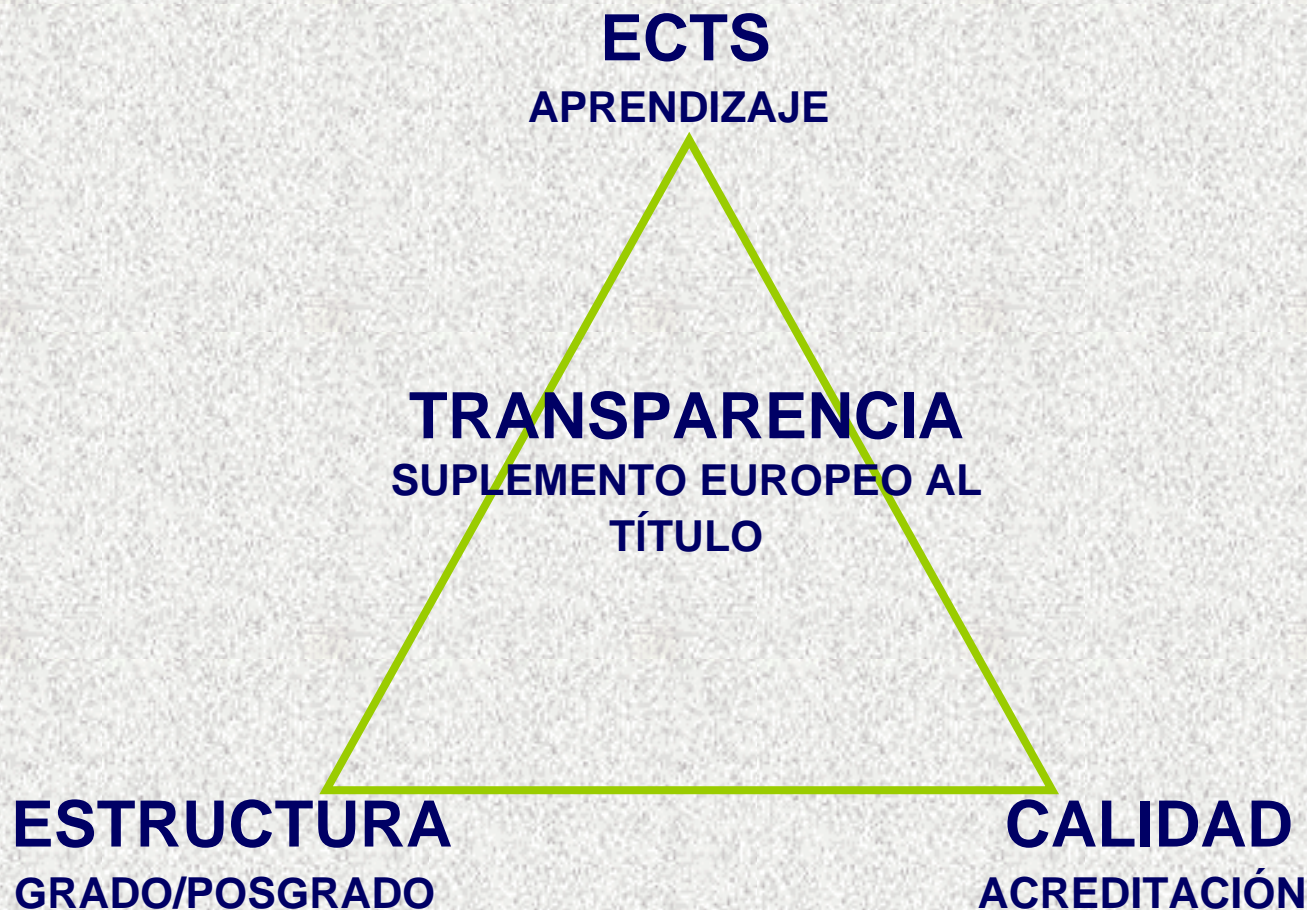 ECTS
APRENDIZAJE
TRANSPARENCIA
SUPLEMENTO EUROPEO AL
TÍTULO
ESTRUCTURA
GRADO/POSGRADO
CALIDAD
ACREDITACIÓN